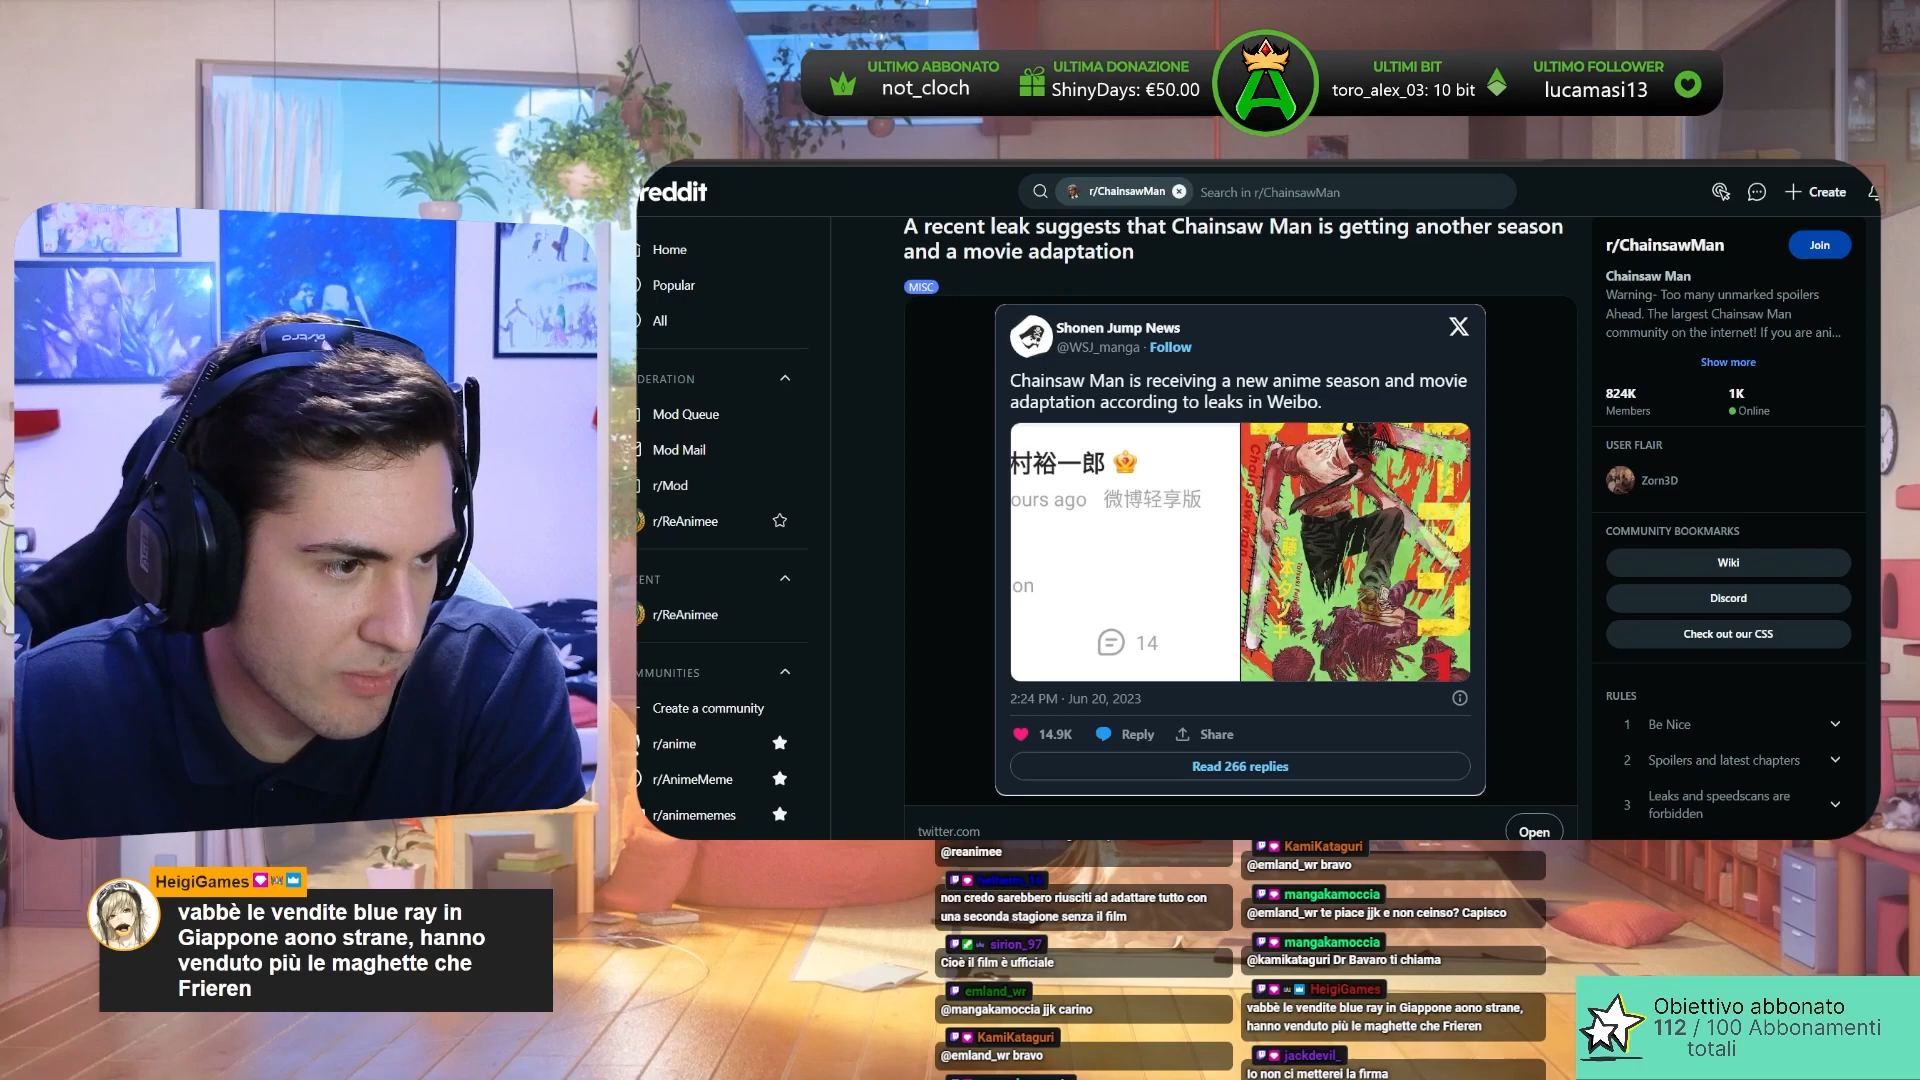 ULTIMO ABBONATO
not_cloch
ULTIMA DONAZIONE
ShinyDays: €50.00
ULTIMI BIT
toro_alex_03: 10 bit
ULTIMO FOLLOWER
lucamasi13
reddit
r/ChainsawMan
Search in r/ChainsawMan
Create
Home
Popular
All
DERATION
Mod Queue
Mod Mail
r/Mod
r/ReAnimee
ENT
r/ReAnimee
MMUNITIES
Create a community
r/anime
r/AnimeMeme
r/animememes
A recent leak suggests that Chainsaw Man is getting another season
and a movie adaptation
MISC
Shonen Jump News
@WSJ_manga · Follow
Chainsaw Man is receiving a new anime season and movie
adaptation according to leaks in Weibo.
村裕一郎
ours ago 微博轻享版
on
14
2:24 PM · Jun 20, 2023
14.9K
Reply
Share
Read 266 replies
twitter.com
Open
r/ChainsawMan
Join
Chainsaw Man
Warning- Too many unmarked spoilers
Ahead. The largest Chainsaw Man
community on the internet! If you are ani...
Show more
824K
Members
1K
Online
USER FLAIR
Zorn3D
COMMUNITY BOOKMARKS
Wiki
Discord
Check out our CSS
RULES
1 Be Nice
2 Spoilers and latest chapters
3 Leaks and speedscans are
forbidden
HeigiGames
vabbè le vendite blue ray in
Giappone aono strane, hanno
venduto più le maghette che
Frieren
@reanimee
non credo sarebbero riusciti ad adattare tutto con
una seconda stagione senza il film
sirion_97
Cioè il film è ufficiale
emland_wr
@mangakamoccia jjk carino
KamiKataguri
@emland_wr bravo
KamiKataguri
@emland_wr bravo
mangakamoccia
@emland_wr te piace jjk e non ceinso? Capisco
mangakamoccia
@kamikataguri Dr Bavaro ti chiama
HeigiGames
vabbè le vendite blue ray in Giappone aono strane,
hanno venduto più le maghette che Frieren
jackdevil_
Io non ci metterei la firma
Obiettivo abbonato
112 / 100 Abbonamenti
totali